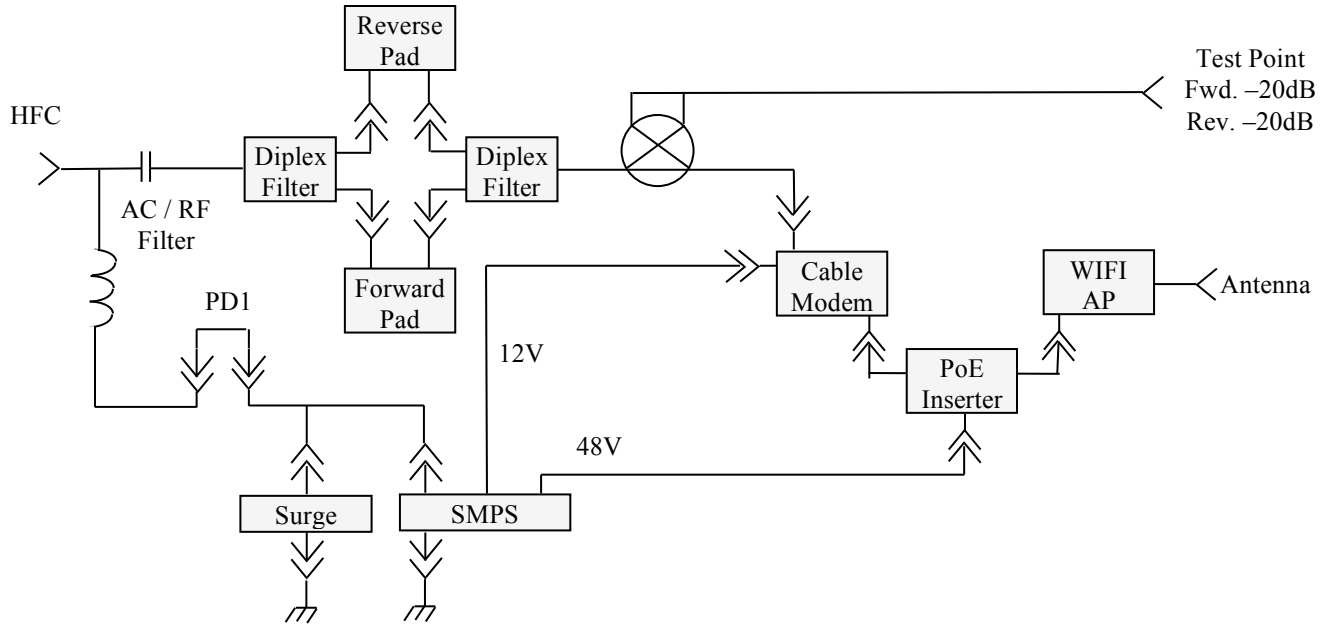 Reverse
Pad
Test Point
Fwd. –20dB
Rev. –20dB
HFC
Diplex
Filter
Diplex
Filter
AC / RF
Filter
Forward
Pad
Cable
Modem
WIFI
AP
Antenna
PD1
12V
PoE
Inserter
48V
Surge
SMPS